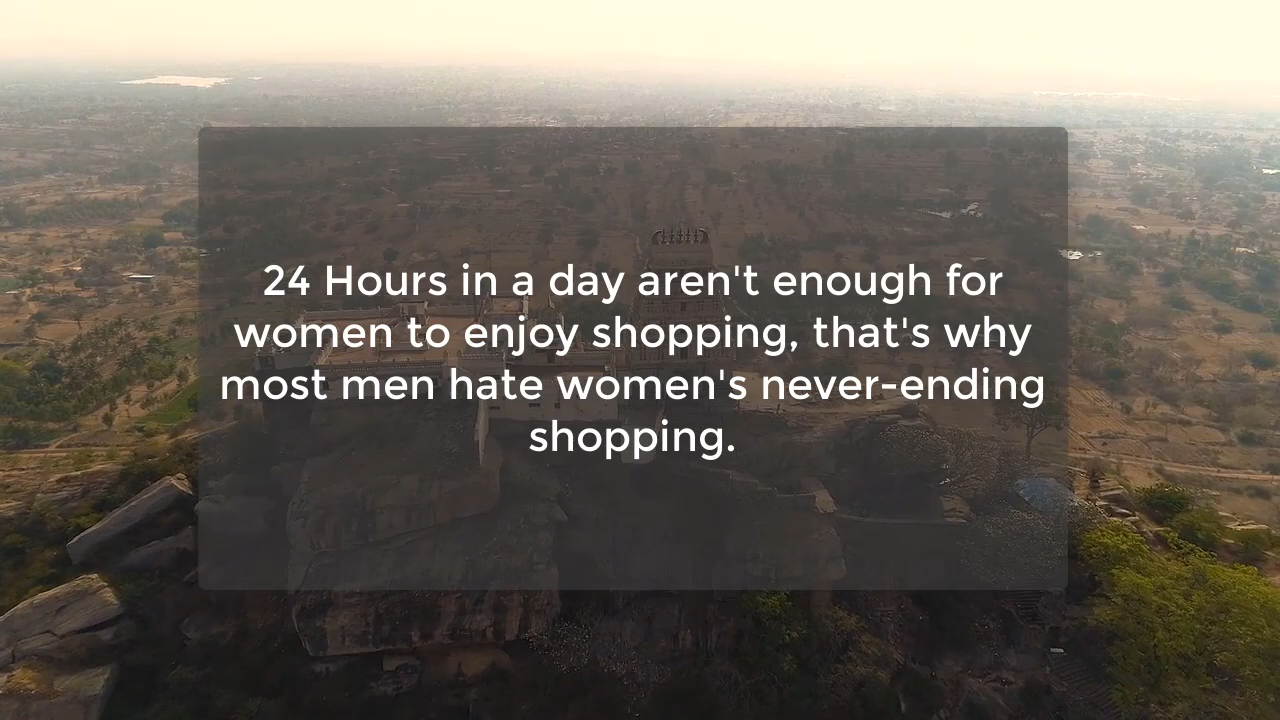 24 Hours in a day aren't enough for
women to enjoy shopping, that's why
most men hate women's never-ending
shopping.